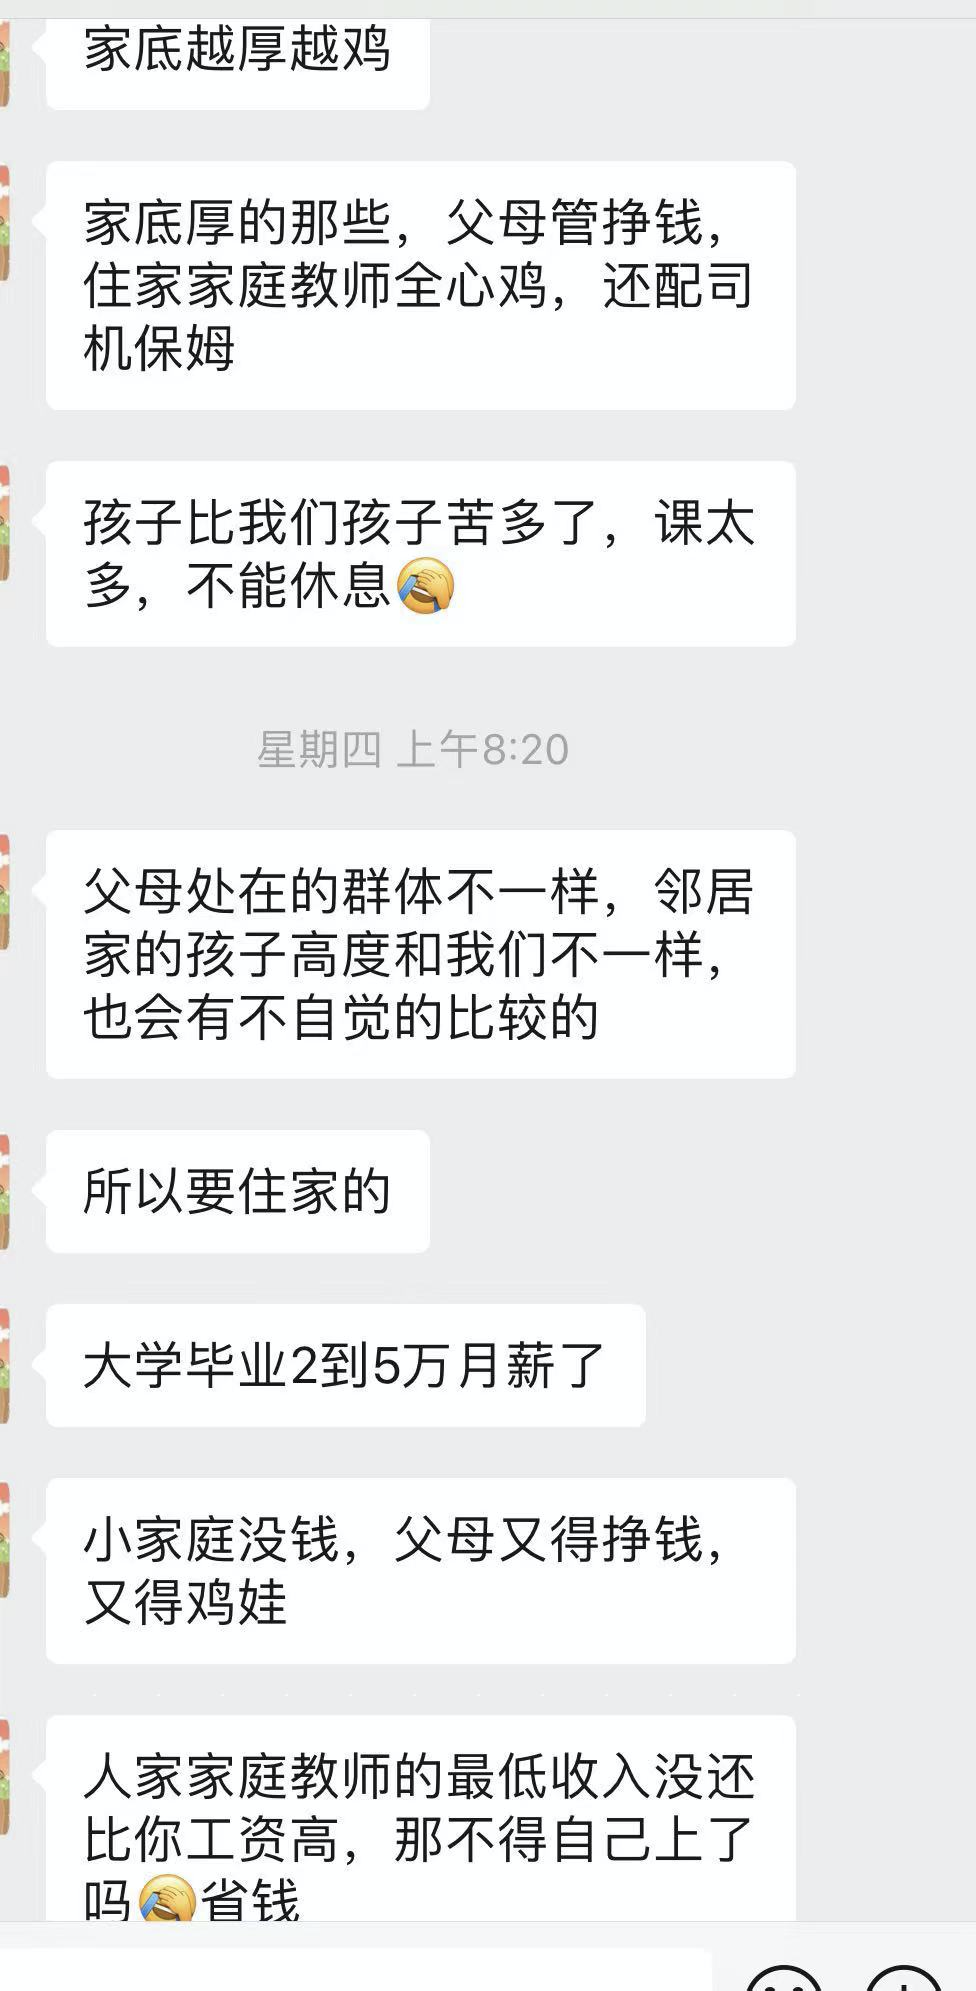 家底越厚越鸡
家底厚的那些，父母管挣钱，
住家家庭教师全心鸡，还配司
机保姆
孩子比我们孩子苦多了，课太
多，不能休息🤦
星期四 上午8:20
父母处在的群体不一样，邻居
家的孩子高度和我们不一样，
也会有不自觉的比较的
所以要住家的
大学毕业2到5万月薪了
小家庭没钱，父母又得挣钱，
又得鸡娃
人家家庭教师的最低收入没还
比你工资高，那不得自己上了
吗🤦省钱